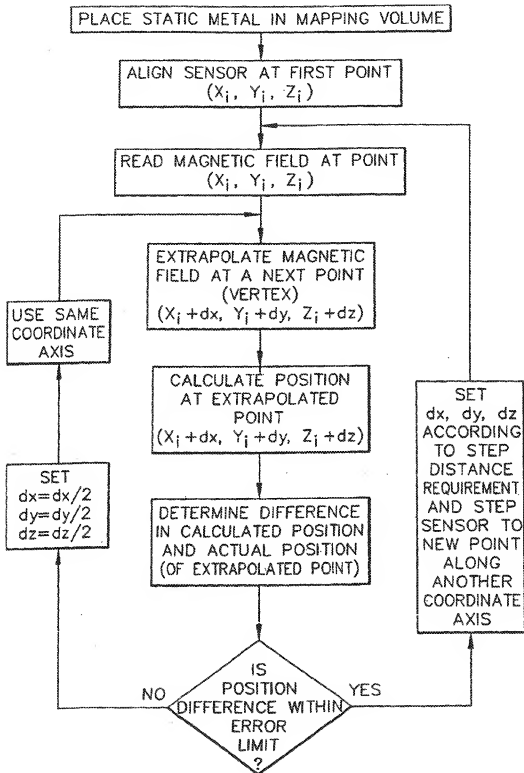 PLACE STATIC METAL IN MAPPING VOLUME
ALIGN SENSOR AT FIRST POINT
(Xi, Yi, Zi)
READ MAGNETIC FIELD AT POINT
(Xi, Yi, Zi)
EXTRAPOLATE MAGNETIC
FIELD AT A NEXT POINT
(VERTEX)
(Xi+dx, Yi+dy, Zi+dz)
USE SAME
COORDINATE
AXIS
CALCULATE POSITION
AT EXTRAPOLATED
POINT
(Xi+dx, Yi+dy, Zi+dz)
SET
dx=dx/2
dy=dy/2
dz=dz/2
DETERMINE DIFFERENCE
IN CALCULATED POSITION
AND ACTUAL POSITION
(OF EXTRAPOLATED POINT)
SET
dx, dy, dz
ACCORDING
TO STEP
DISTANCE
REQUIREMENT
AND STEP
SENSOR TO
NEW POINT
ALONG
ANOTHER
COORDINATE
AXIS
NO
IS
POSITION
DIFFERENCE WITHIN
ERROR
LIMIT
?
YES